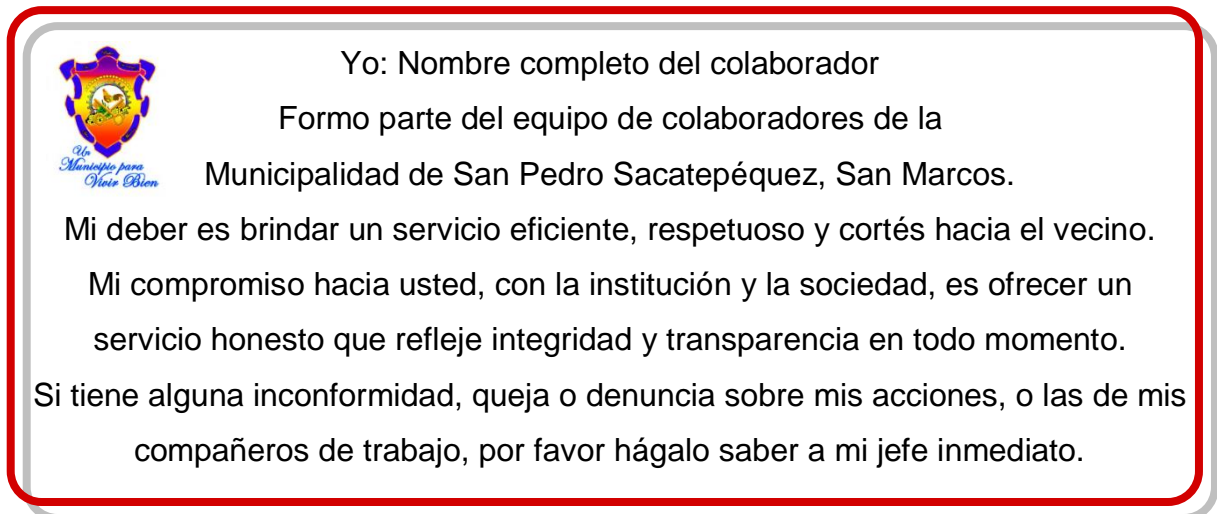 Yo: Nombre completo del colaborador
Formo parte del equipo de colaboradores de la
Un
Municipio para
Vivir Bien
Municipalidad de San Pedro Sacatepéquez, San Marcos.
Mi deber es brindar un servicio eficiente, respetuoso y cortés hacia el vecino.
Mi compromiso hacia usted, con la institución y la sociedad, es ofrecer un
servicio honesto que refleje integridad y transparencia en todo momento.
Si tiene alguna inconformidad, queja o denuncia sobre mis acciones, o las de mis
compañeros de trabajo, por favor hágalo saber a mi jefe inmediato.